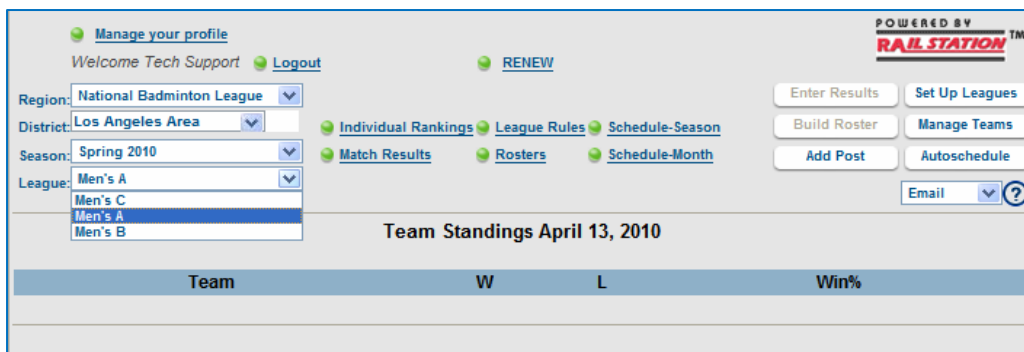 Manage your profile
POWERED BY
RAIL STATION TM
Welcome Tech Support Logout RENEW
Region: National Badminton League
Enter Results Set Up Leagues
District: Los Angeles Area
Individual Rankings League Rules Schedule-Season
Build Roster Manage Teams
Season: Spring 2010
Match Results Rosters Schedule-Month
Add Post Autoschedule
League: Men's A
Email ?
Men's C
Men's A
Men's B
Team Standings April 13, 2010
Team W L Win%